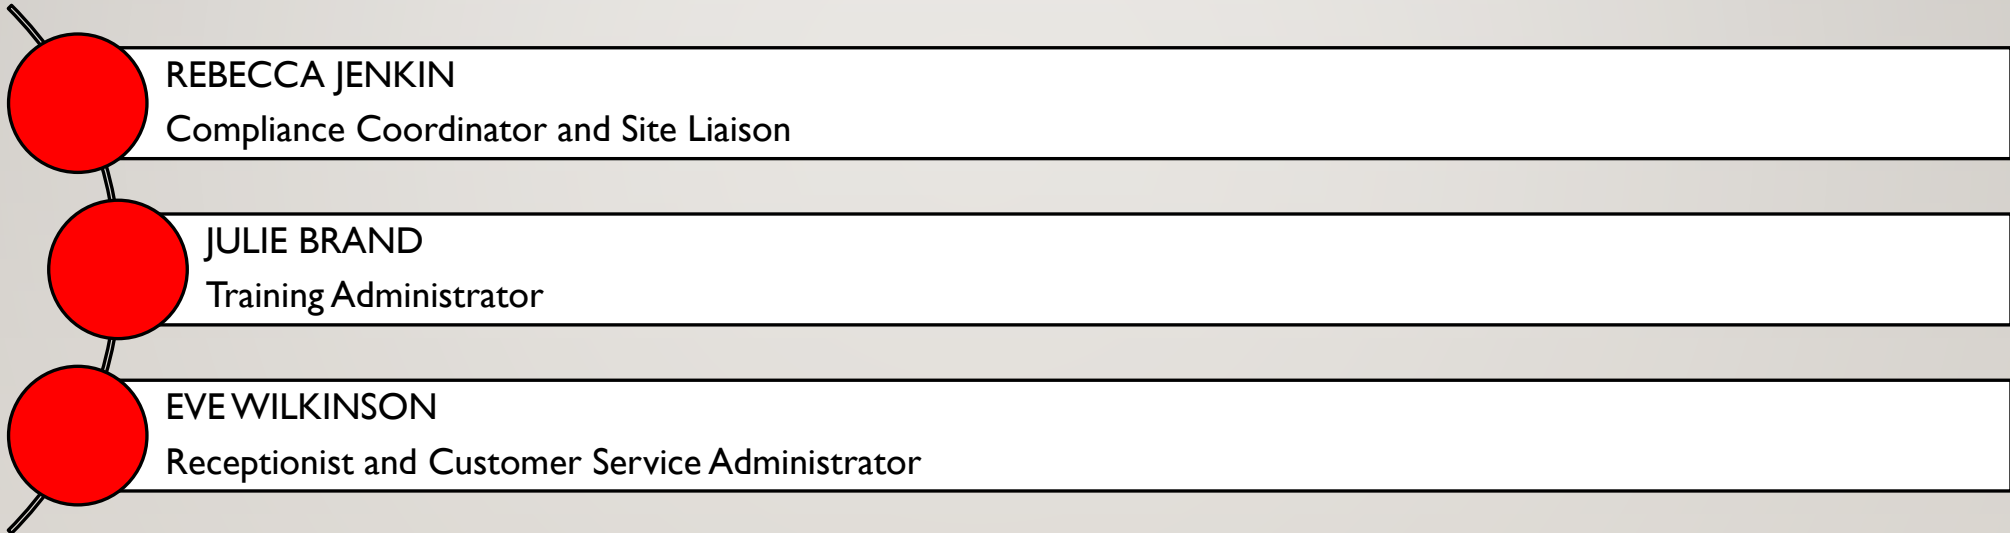 REBECCA JENKIN
Compliance Coordinator and Site Liaison
JULIE BRAND
Training Administrator
EVE WILKINSON
Receptionist and Customer Service Administrator